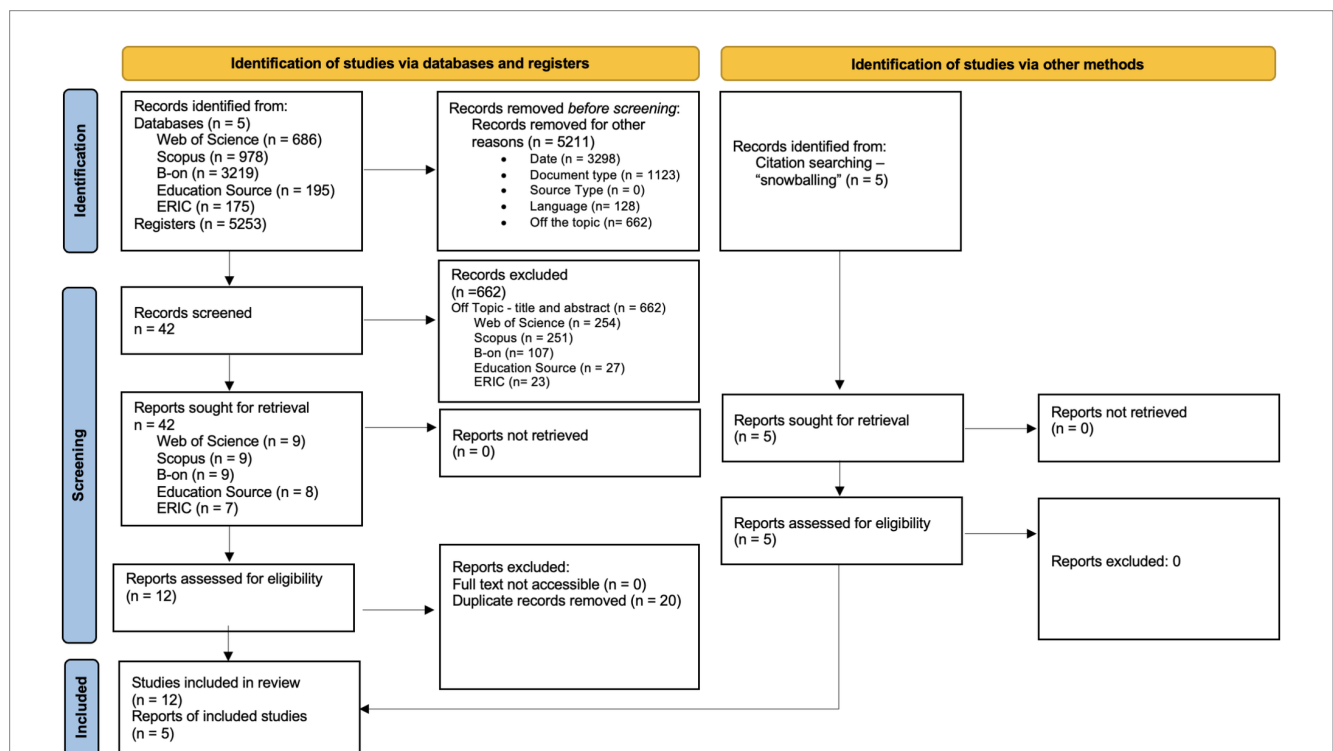 Identification of studies via databases and registers
Identification of studies via other methods
Identification
Records identified from:
Databases (n = 5)
Web of Science (n = 686)
Scopus (n = 978)
B-on (n = 3219)
Education Source (n = 195)
ERIC (n = 175)
Registers (n = 5253)
Records removed before screening:
Records removed for other
reasons (n = 5211)
• Date (n = 3298)
• Document type (n = 1123)
• Source Type (n = 0)
• Language (n= 128)
• Off the topic (n= 662)
Records identified from:
Citation searching –
“snowballing” (n = 5)
Screening
Records screened
n = 42
Records excluded
(n =662)
Off Topic - title and abstract (n = 662)
Web of Science (n = 254)
Scopus (n = 251)
B-on (n= 107)
Education Source (n = 27)
ERIC (n= 23)
Reports sought for retrieval
n = 42
Web of Science (n = 9)
Scopus (n = 9)
B-on (n = 9)
Education Source (n = 8)
ERIC (n = 7)
Reports not retrieved
(n = 0)
Reports sought for retrieval
(n = 5)
Reports not retrieved
(n = 0)
Reports assessed for eligibility
(n = 12)
Reports excluded:
Full text not accessible (n = 0)
Duplicate records removed (n = 20)
Reports assessed for eligibility
(n = 5)
Reports excluded: 0
Included
Studies included in review
(n = 12)
Reports of included studies
(n = 5)